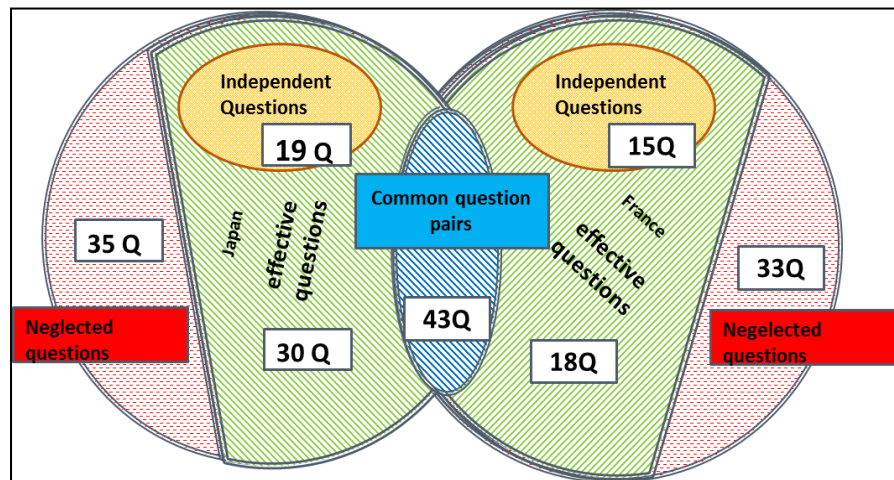 Independent
Questions
19 Q
Independent
Questions
15Q
Common question
pairs
Japan
effective
questions
France
effective
questions
35 Q
33Q
Neglected
questions
43Q
Negelected
questions
30 Q
18Q